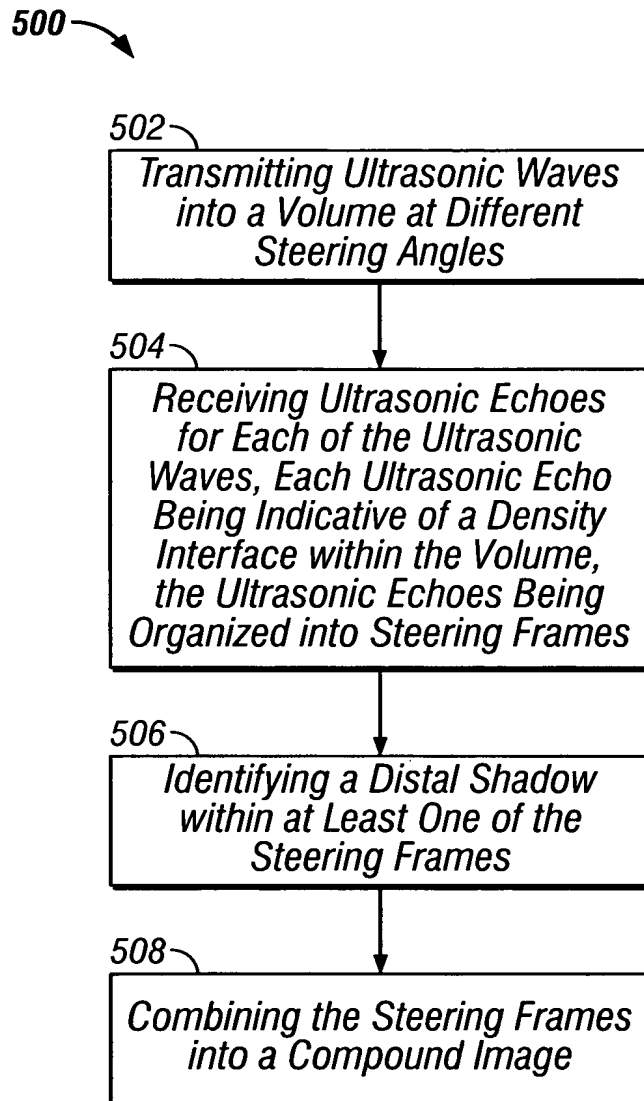 500
502
Transmitting Ultrasonic Waves
into a Volume at Different
Steering Angles
504
Receiving Ultrasonic Echoes
for Each of the Ultrasonic
Waves, Each Ultrasonic Echo
Being Indicative of a Density
Interface within the Volume,
the Ultrasonic Echoes Being
Organized into Steering Frames
506
Identifying a Distal Shadow
within at Least One of the
Steering Frames
508
Combining the Steering Frames
into a Compound Image